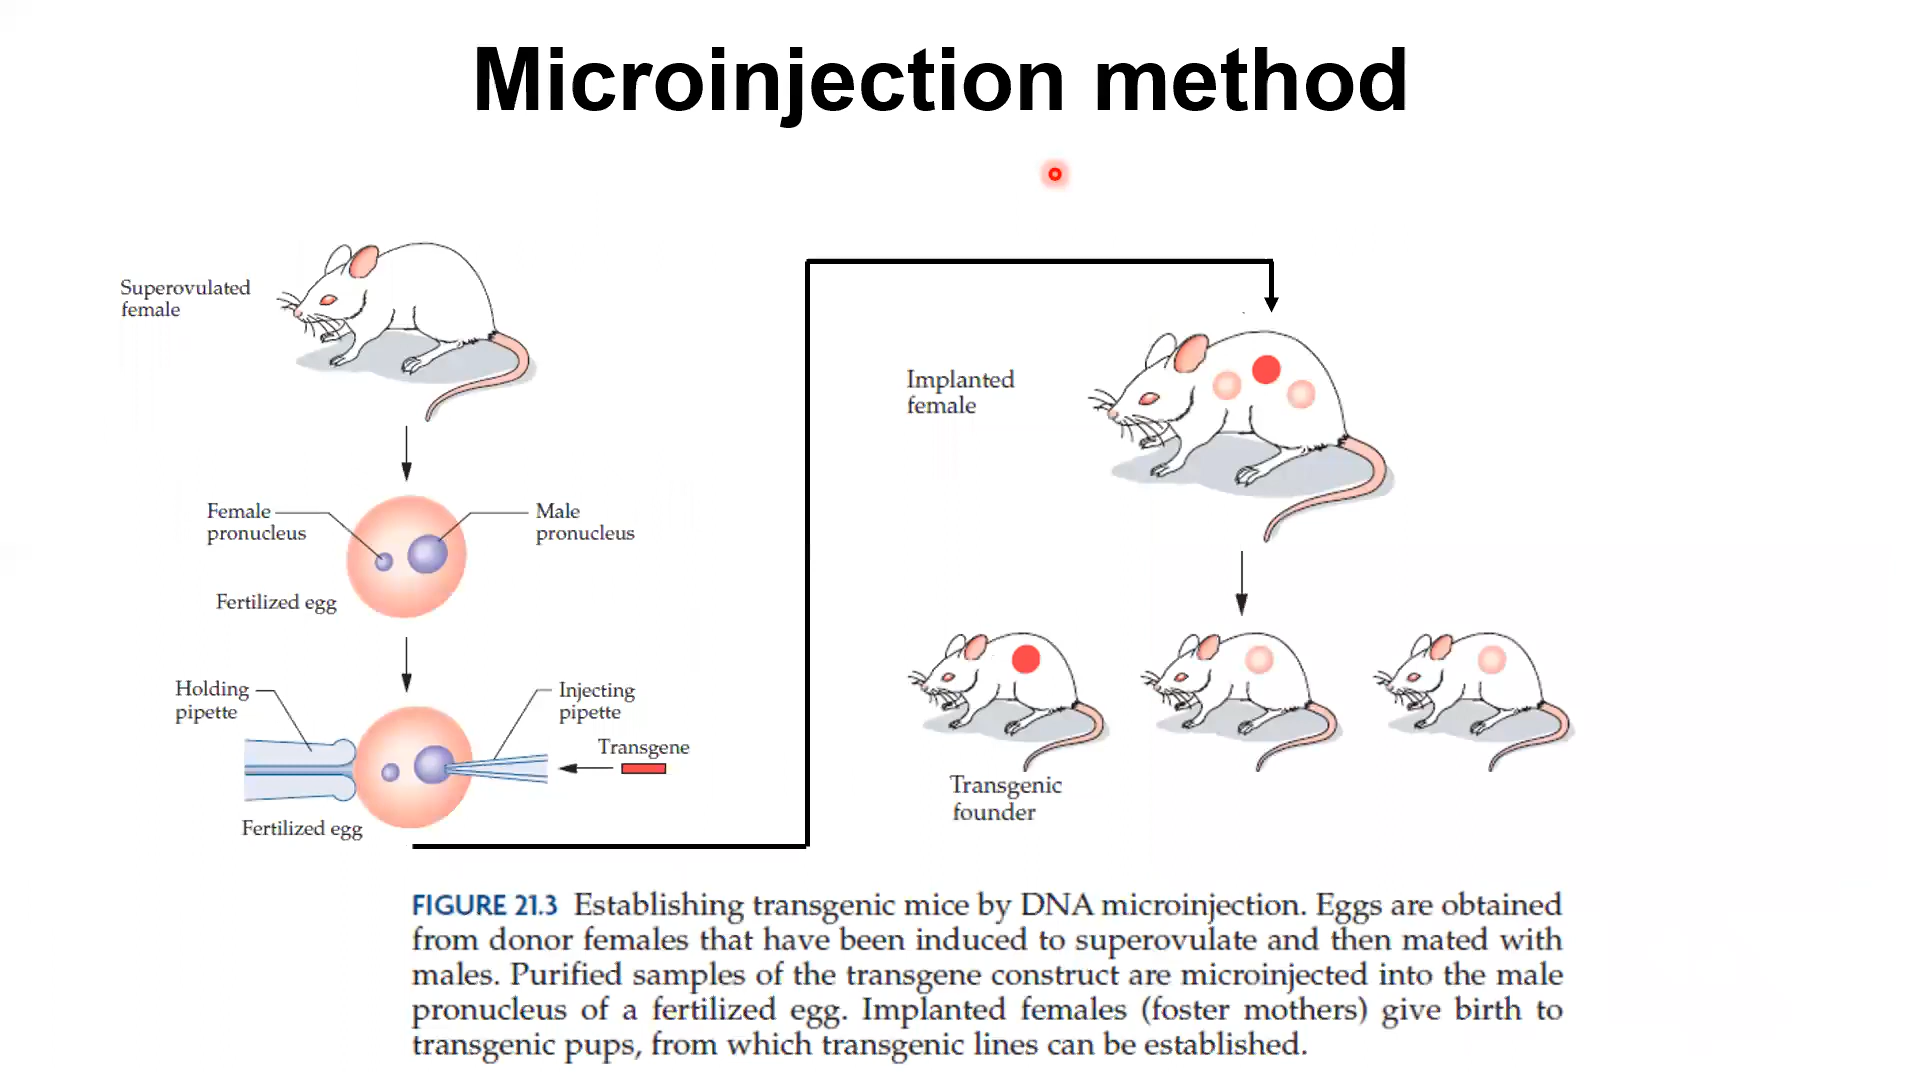 Microinjection method
Superovulated
female
Female
pronucleus
Male
pronucleus
Fertilized egg
Holding
pipette
Injecting
pipette
Transgene
Fertilized egg
Implanted
female
Transgenic
founder
FIGURE 21.3 Establishing transgenic mice by DNA microinjection. Eggs are obtained
from donor females that have been induced to superovulate and then mated with
males. Purified samples of the transgene construct are microinjected into the male
pronucleus of a fertilized egg. Implanted females (foster mothers) give birth to
transgenic pups, from which transgenic lines can be established.